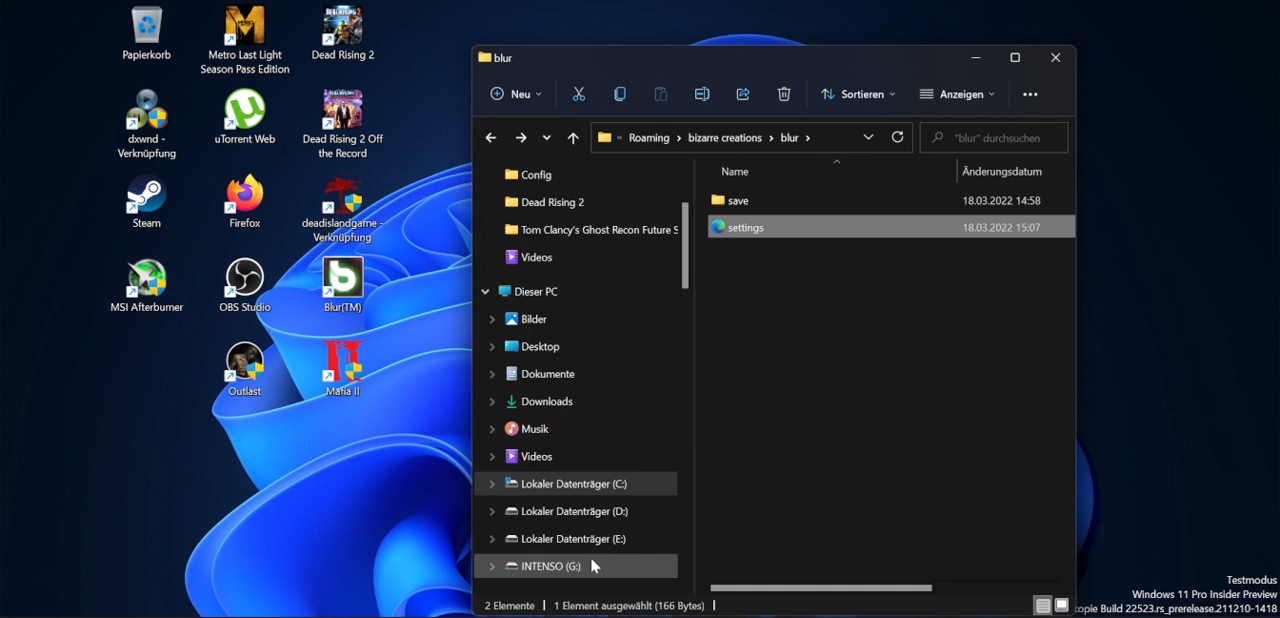 Papierkorb
Metro Last Light
Season Pass Edition
Dead Rising 2
dxwnd -
Verknüpfung
uTorrent Web
Dead Rising 2 Off
the Record
Steam
Firefox
deadislandgame -
Verknüpfung
MSI Afterburner
OBS Studio
Blur(TM)
Outlast
Mafia II
blur
Neu
Sortieren
Anzeigen
« Roaming › bizarre creations › blur ›
"blur" durchsuchen
Config
Dead Rising 2
Tom Clancy's Ghost Recon Future S
Videos
Dieser PC
Bilder
Desktop
Dokumente
Downloads
Musik
Videos
Lokaler Datenträger (C:)
Lokaler Datenträger (D:)
Lokaler Datenträger (E:)
INTENSO (G:)
Name Änderungsdatum
save 18.03.2022 14:58
settings 18.03.2022 15:07
2 Elemente | 1 Element ausgewählt (166 Bytes) |
Testmodus
Windows 11 Pro Insider Preview
copie Build 22523.rs_prerelease.211210-1418